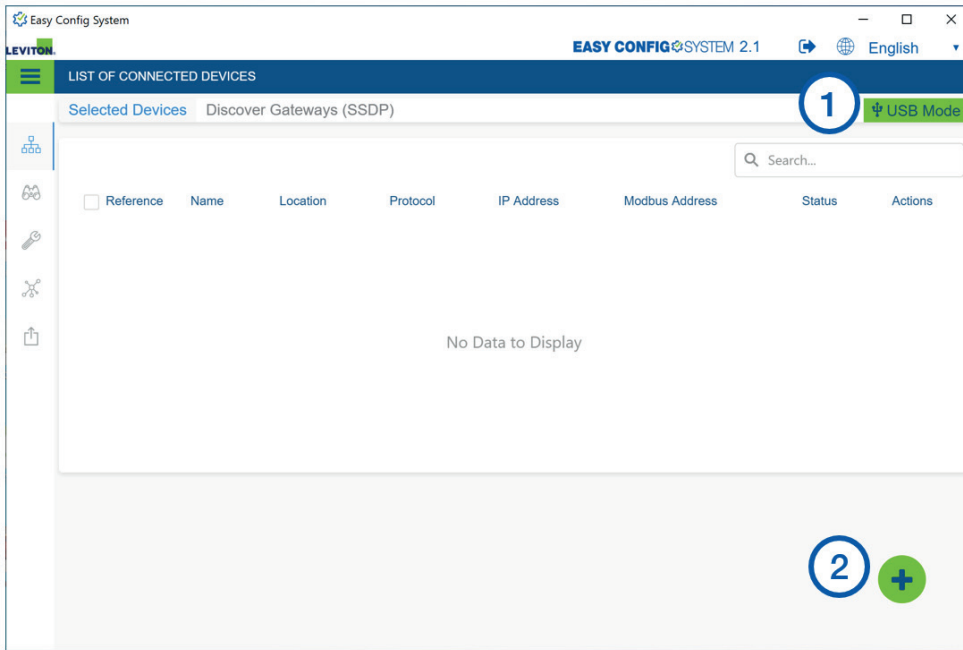 Easy Config System
LEVITON.
EASY CONFIG SYSTEM 2.1
English
LIST OF CONNECTED DEVICES
Selected Devices Discover Gateways (SSDP)
1
USB Mode
Search...
Reference Name Location Protocol IP Address Modbus Address Status Actions
No Data to Display
2